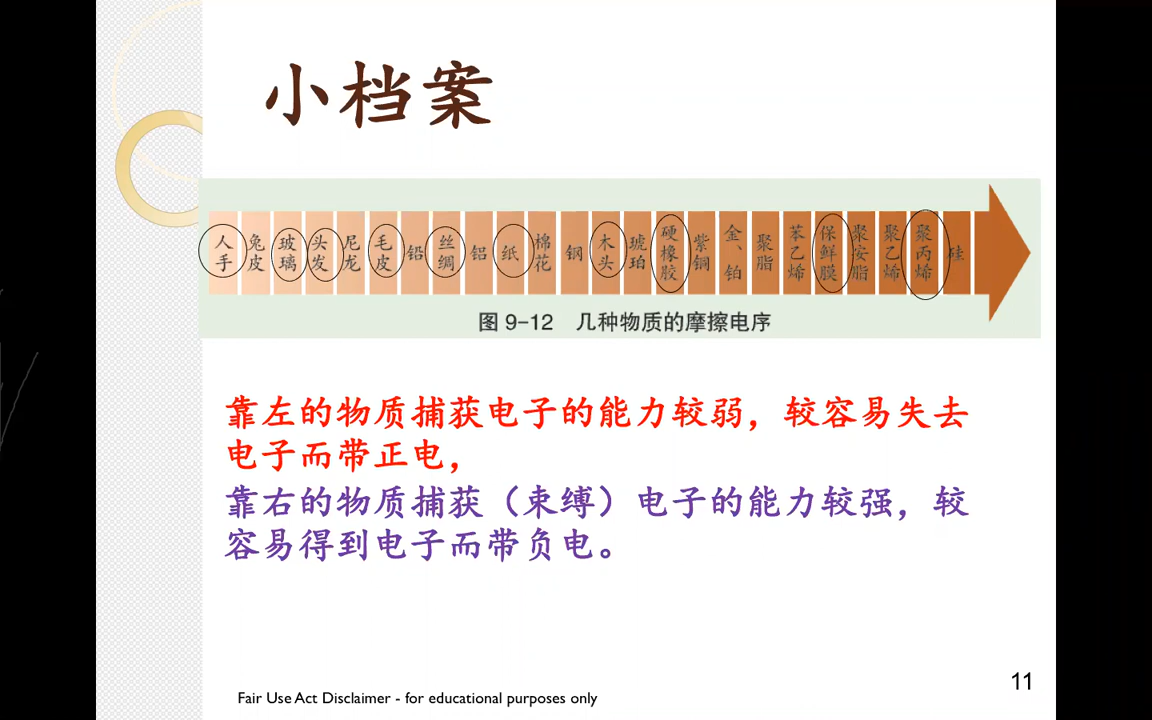 小档案
人手 兔皮 玻璃 头发 尼龙 毛皮 铅 丝绸 铝 纸 棉花 钢 木头 琥珀 硬橡胶 紫铜 金、铂 聚脂 苯乙烯 保鲜膜 聚安脂 聚乙烯 聚丙烯 硅
图 9-12 几种物质的摩擦电序
靠左的物质捕获电子的能力较弱，较容易失去
电子而带正电，
靠右的物质捕获（束缚）电子的能力较强，较
容易得到电子而带负电。
11
Fair Use Act Disclaimer - for educational purposes only